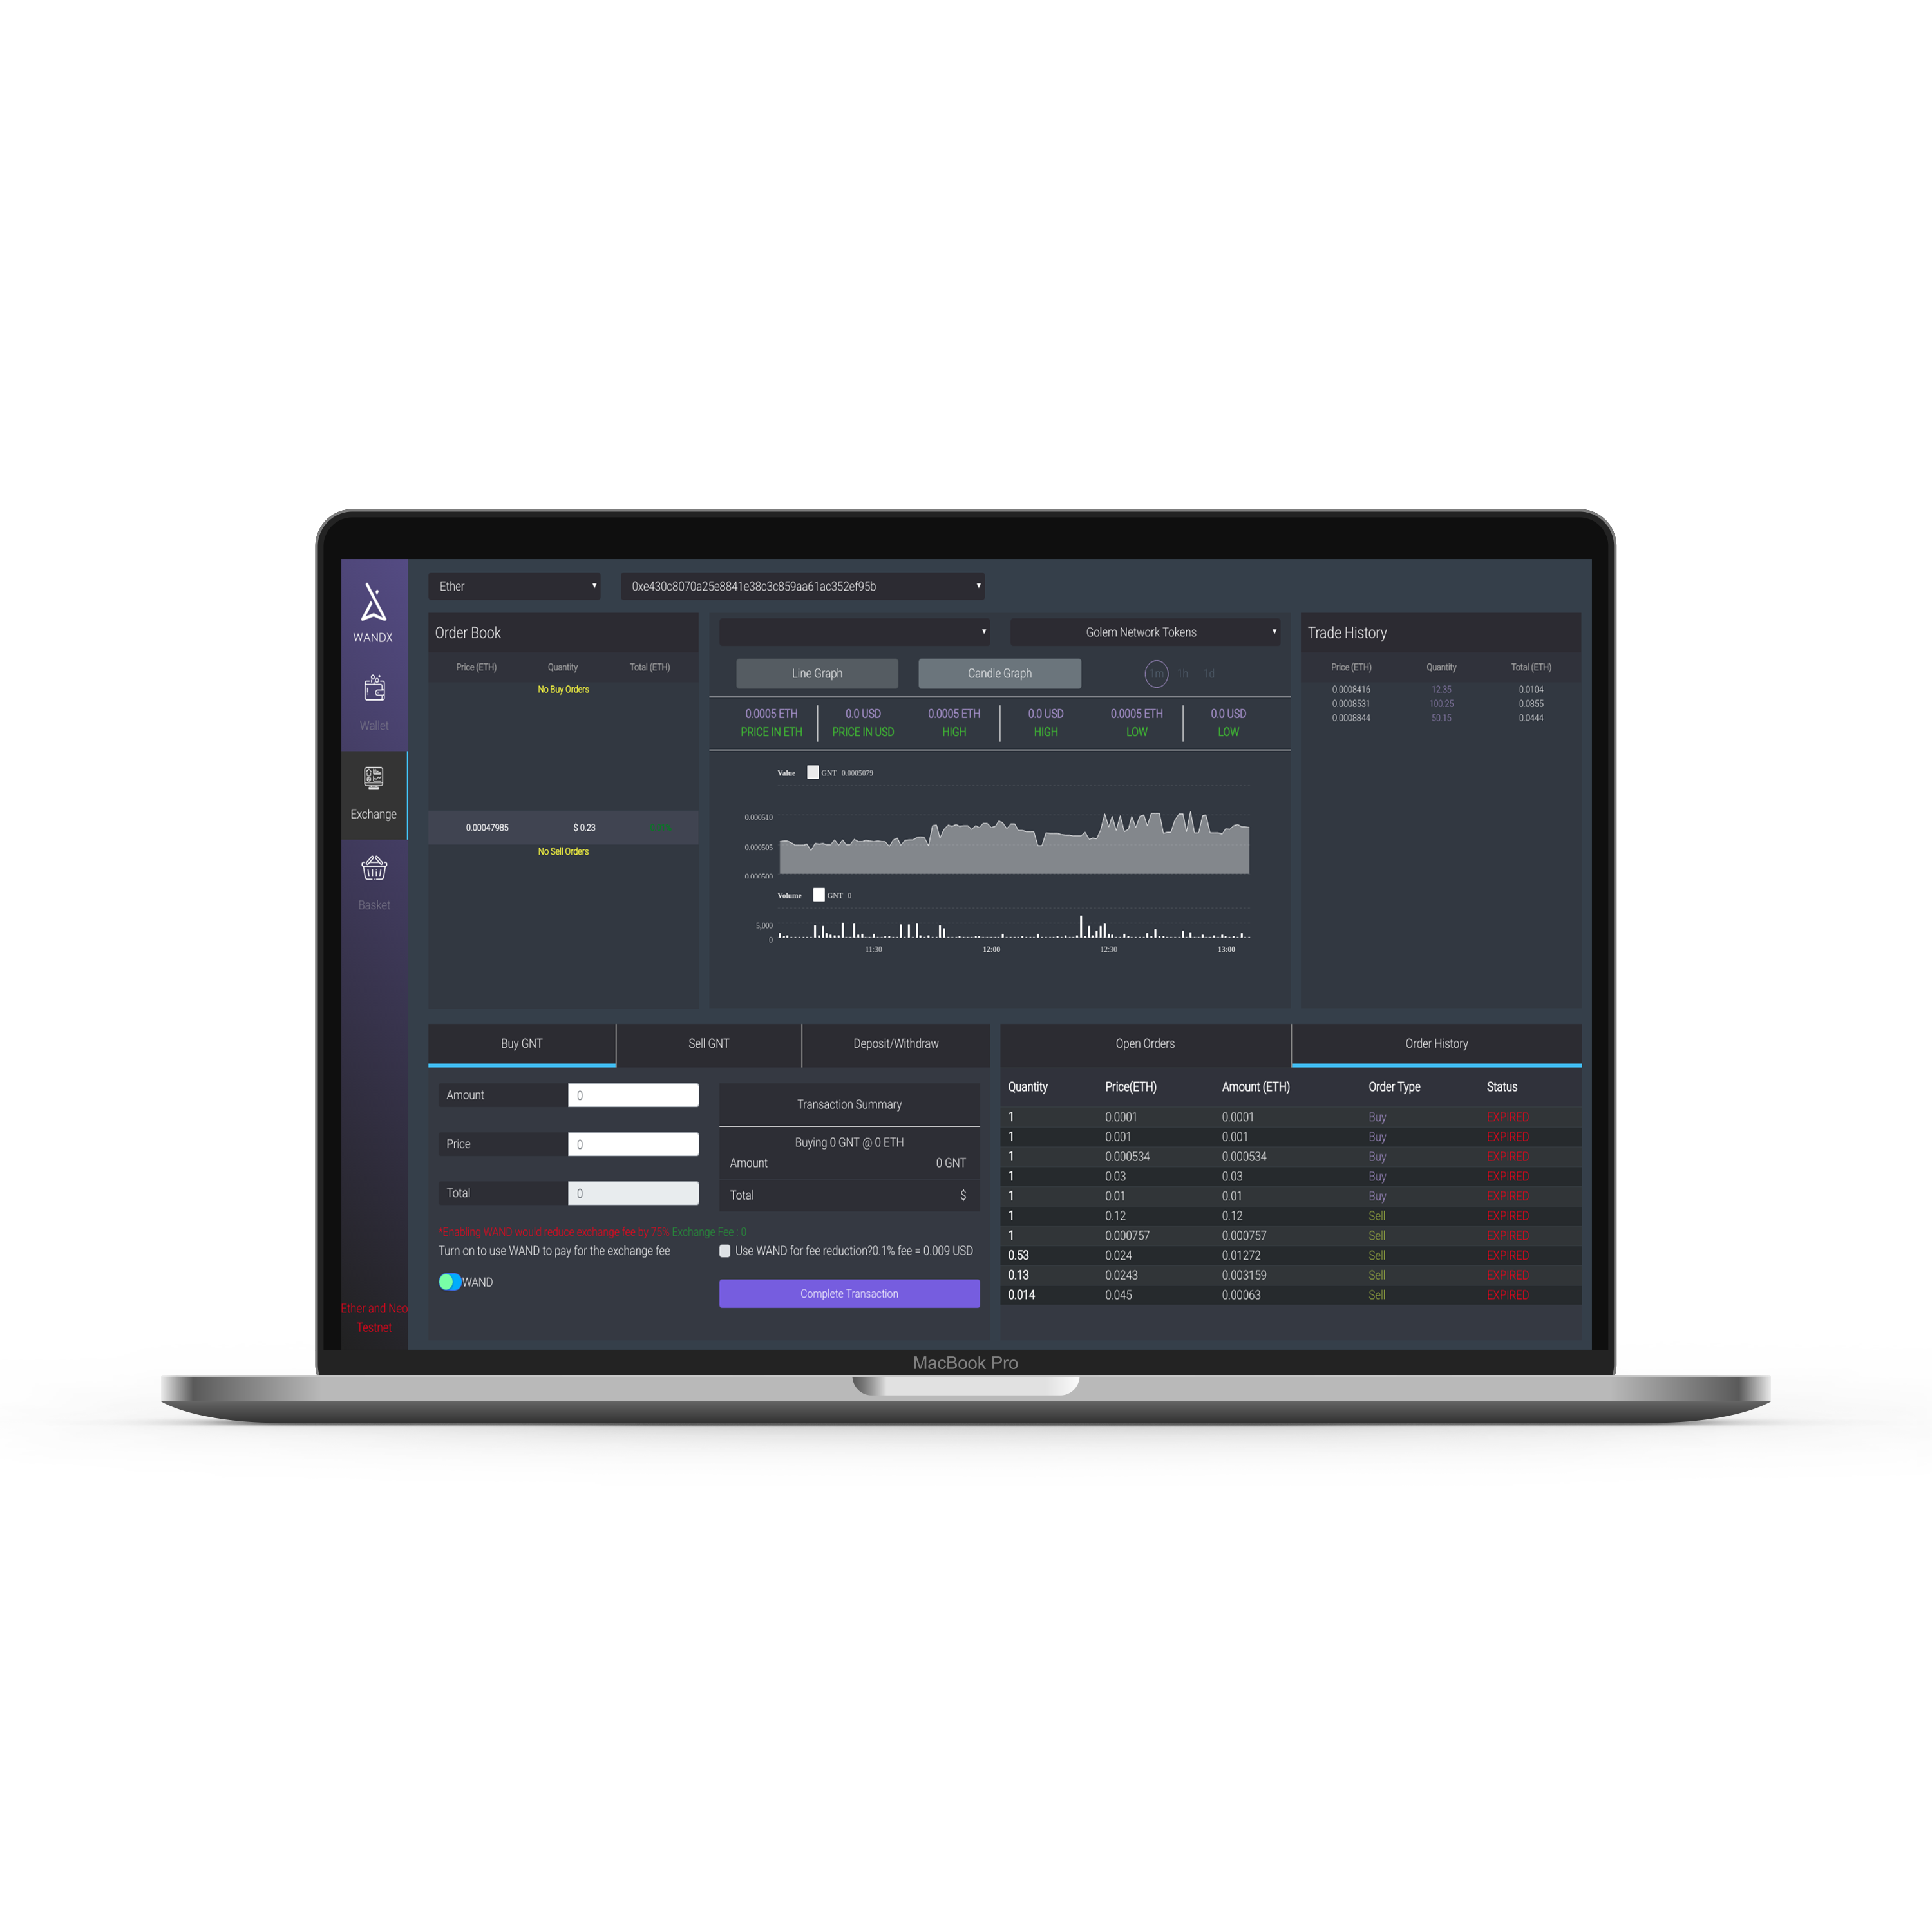 WANDX
Wallet
Exchange
Basket
Ether and Neo
Testnet
Ether
0xe430c8070a25e8841e38c3c859aa61ac352ef95b
Order Book
Price (ETH) Quantity Total (ETH)
No Buy Orders
0.00047985 $ 0.23
No Sell Orders
Golem Network Tokens
Line Graph Candle Graph 1m 1h 1d
0.0005 ETH 0.0 USD 0.0005 ETH 0.0 USD 0.0005 ETH 0.0 USD
PRICE IN ETH PRICE IN USD HIGH HIGH LOW LOW
Value GNT 0.0005079
0.000510
0.000505
0.000500
Volume GNT 0
5,000
0
11:30 12:00 12:30 13:00
Trade History
Price (ETH) Quantity Total (ETH)
0.0008416 12.35 0.0104
0.0008531 100.25 0.0855
0.0008844 50.15 0.0444
Buy GNT Sell GNT Deposit/Withdraw
Amount 0
Price 0
Total 0
Transaction Summary
Buying 0 GNT @ 0 ETH
Amount 0 GNT
Total $
*Enabling WAND would reduce exchange fee by 75% Exchange Fee : 0
Turn on to use WAND to pay for the exchange fee
WAND
Use WAND for fee reduction?0.1% fee = 0.009 USD
Complete Transaction
Open Orders Order History
Quantity Price(ETH) Amount (ETH) Order Type Status
1 0.0001 0.0001 Buy EXPIRED
1 0.001 0.001 Buy EXPIRED
1 0.000534 0.000534 Buy EXPIRED
1 0.03 0.03 Buy EXPIRED
1 0.01 0.01 Buy EXPIRED
1 0.12 0.12 Sell EXPIRED
1 0.000757 0.000757 Sell EXPIRED
0.53 0.024 0.01272 Sell EXPIRED
0.13 0.0243 0.003159 Sell EXPIRED
0.014 0.045 0.00063 Sell EXPIRED
MacBook Pro